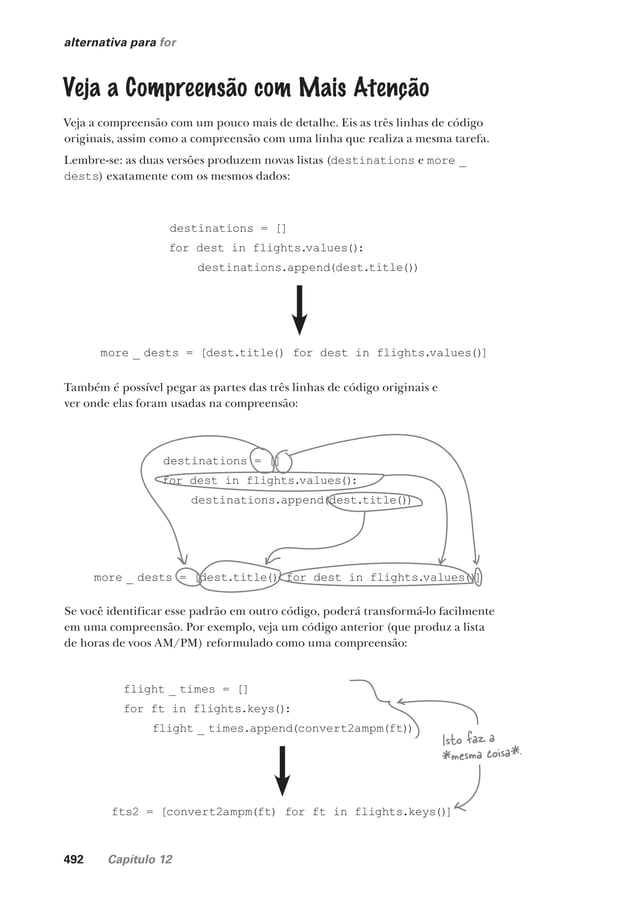 alternativa para for
Veja a Compreensão com Mais Atenção
Veja a compreensão com um pouco mais de detalhe. Eis as três linhas de código
originais, assim como a compreensão com uma linha que realiza a mesma tarefa.
Lembre-se: as duas versões produzem novas listas (destinations e more _
dests) exatamente com os mesmos dados:
destinations = []
for dest in flights.values():
destinations.append(dest.title())
more _ dests = [dest.title() for dest in flights.values()]
Também é possível pegar as partes das três linhas de código originais e
ver onde elas foram usadas na compreensão:
destinations = []
for dest in flights.values():
destinations.append(dest.title())
more _ dests = [dest.title() for dest in flights.values()]
Se você identificar esse padrão em outro código, poderá transformá-lo facilmente
em uma compreensão. Por exemplo, veja um código anterior (que produz a lista
de horas de voos AM/PM) reformulado como uma compreensão:
flight _ times = []
for ft in flights.keys():
flight _ times.append(convert2ampm(ft))
Isto faz a
*mesma coisa*.
fts2 = [convert2ampm(ft) for ft in flights.keys()]
492 Capítulo 12